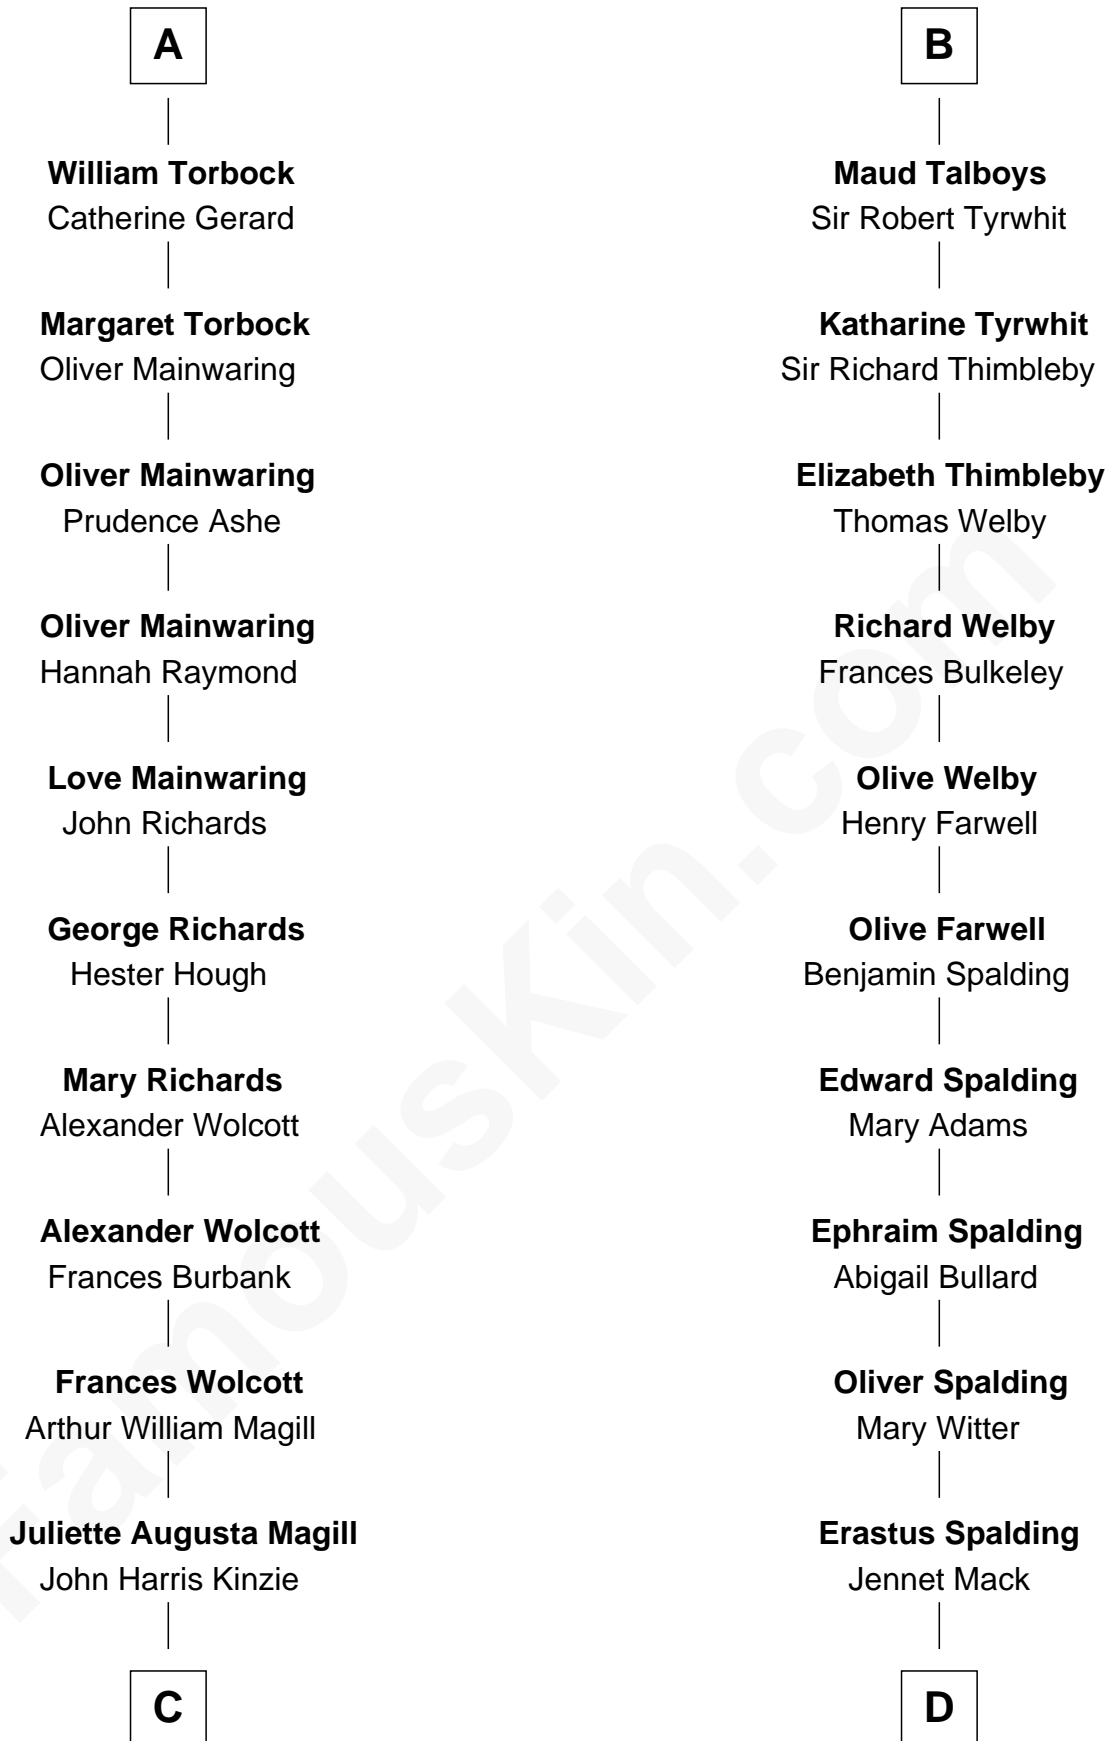 A
William Torbock
Catherine Gerard
Margaret Torbock
Oliver Mainwaring
Oliver Mainwaring
Prudence Ashe
Oliver Mainwaring
Hannah Raymond
Love Mainwaring
John Richards
George Richards
Hester Hough
Mary Richards
Alexander Wolcott
Alexander Wolcott
Frances Burbank
Frances Wolcott
Arthur William Magill
Juliette Augusta Magill
John Harris Kinzie
C
B
Maud Talboys
Sir Robert Tyrwhit
Katharine Tyrwhit
Sir Richard Thimbleby
Elizabeth Thimbleby
Thomas Welby
Richard Welby
Frances Bulkeley
Olive Welby
Henry Farwell
Olive Farwell
Benjamin Spalding
Edward Spalding
Mary Adams
Ephraim Spalding
Abigail Bullard
Oliver Spalding
Mary Witter
Erastus Spalding
Jennet Mack
D
FamousKin.com